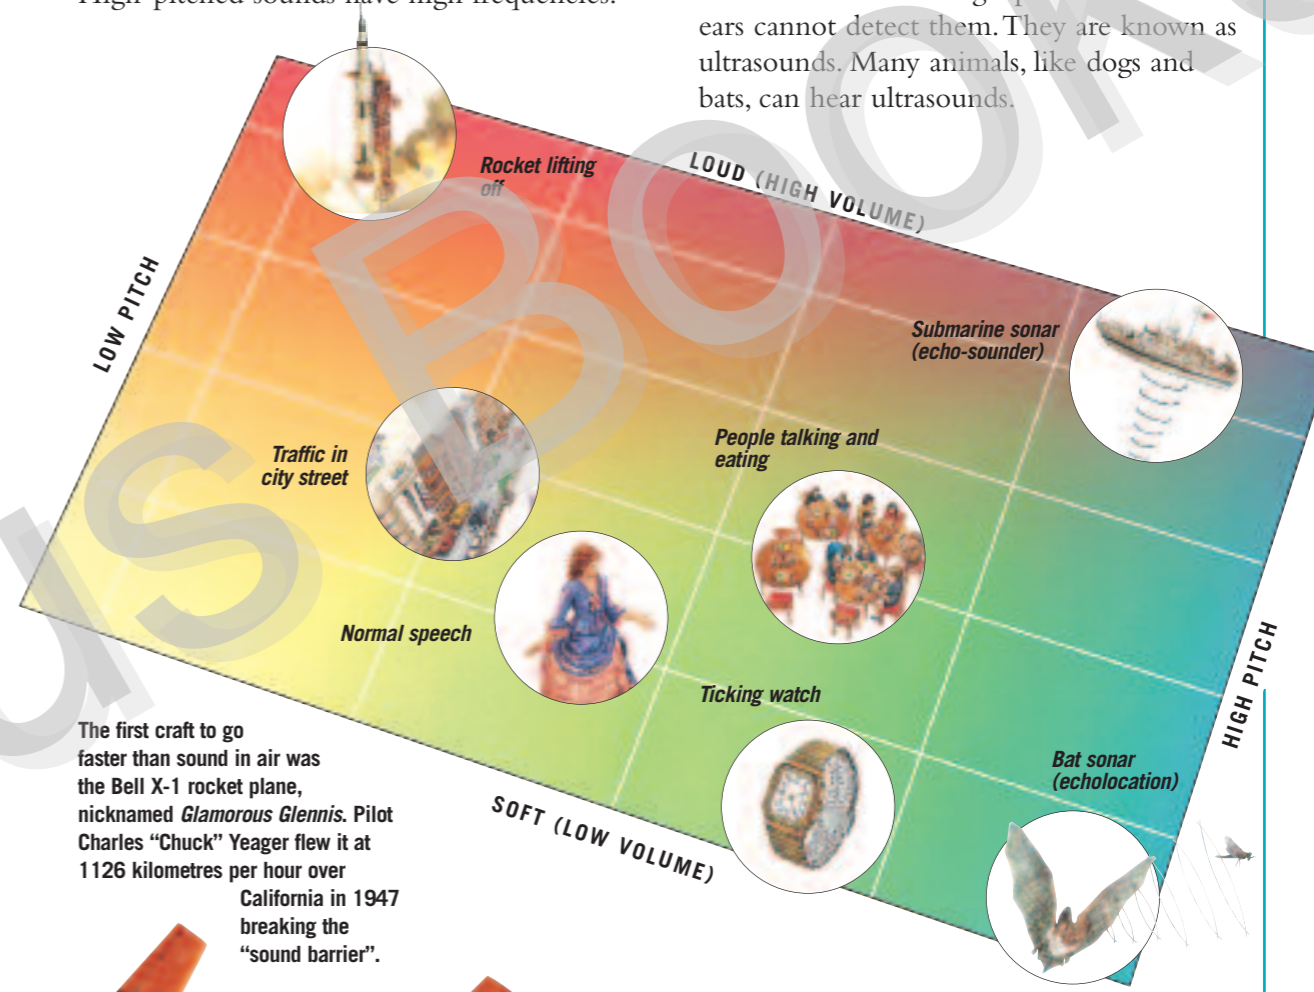 High-pitched sounds have high frequencies.
ears cannot detect them. They are known as
ultrasounds. Many animals, like dogs and
bats, can hear ultrasounds.
Rocket lifting
off
LOUD (HIGH VOLUME)
LOW PITCH
Submarine sonar
(echo-sounder)
People talking and
eating
Traffic in
city street
Normal speech
Ticking watch
HIGH PITCH
Bat sonar
(echolocation)
SOFT (LOW VOLUME)
The first craft to go
faster than sound in air was
the Bell X-1 rocket plane,
nicknamed Glamorous Glennis. Pilot
Charles “Chuck” Yeager flew it at
1126 kilometres per hour over
California in 1947
breaking the
“sound barrier”.
us Book